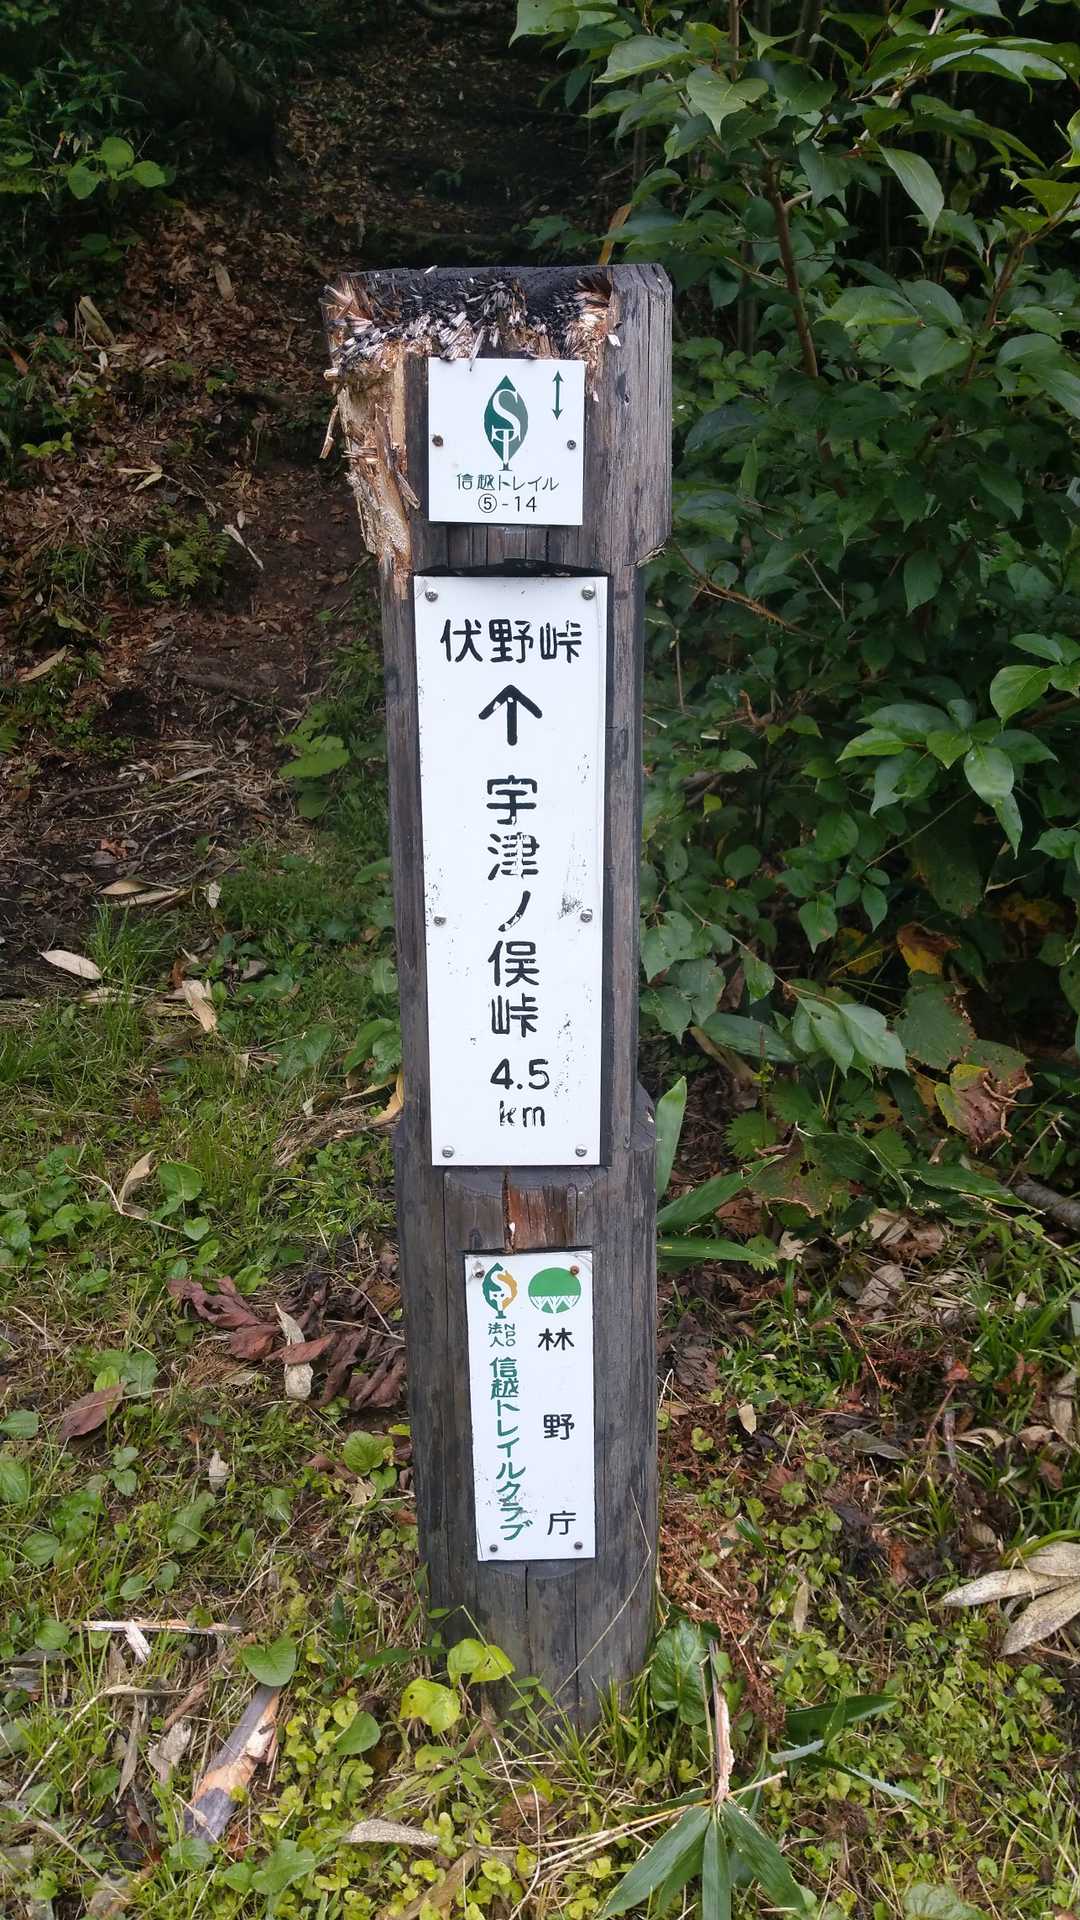 ST
信越トレイル
⑤-14
伏野峠
↑
宇津ノ俣峠
4.5
km
NPO法人
信越トレイルクラブ
林野庁